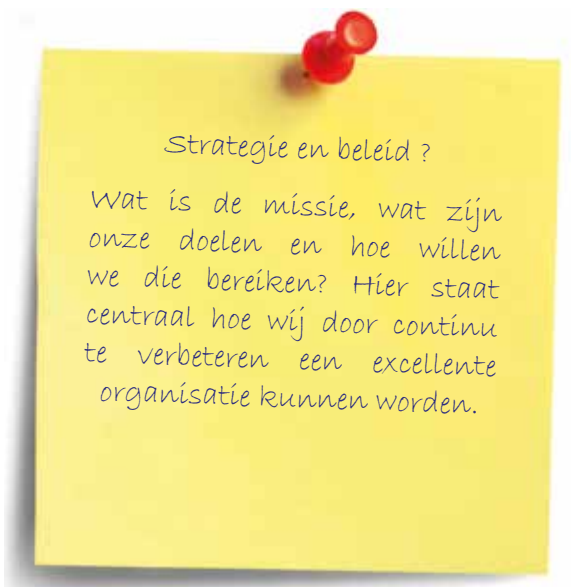 Strategie en beleid ?
Wat is de missie, wat zijn
onze doelen en hoe willen
we die bereiken? Hier staat
centraal hoe wij door continu
te verbeteren een excellente
organisatie kunnen worden.